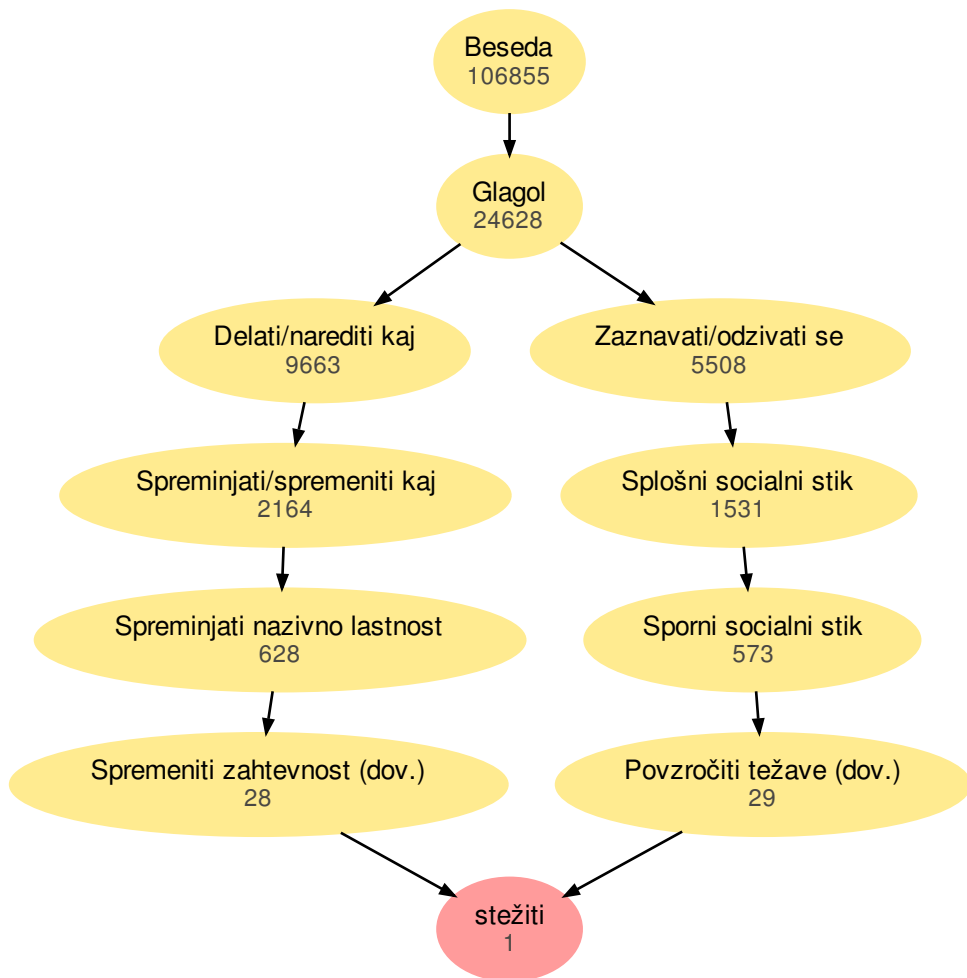 Beseda
106855
Glagol
24628
Delati/narediti kaj
9663
Zaznavati/odzivati se
5508
Spreminjati/spremeniti kaj
2164
Splošni socialni stik
1531
Spreminjati nazivno lastnost
628
Sporni socialni stik
573
Spremeniti zahtevnost (dov.)
28
Povzročiti težave (dov.)
29
stežiti
1